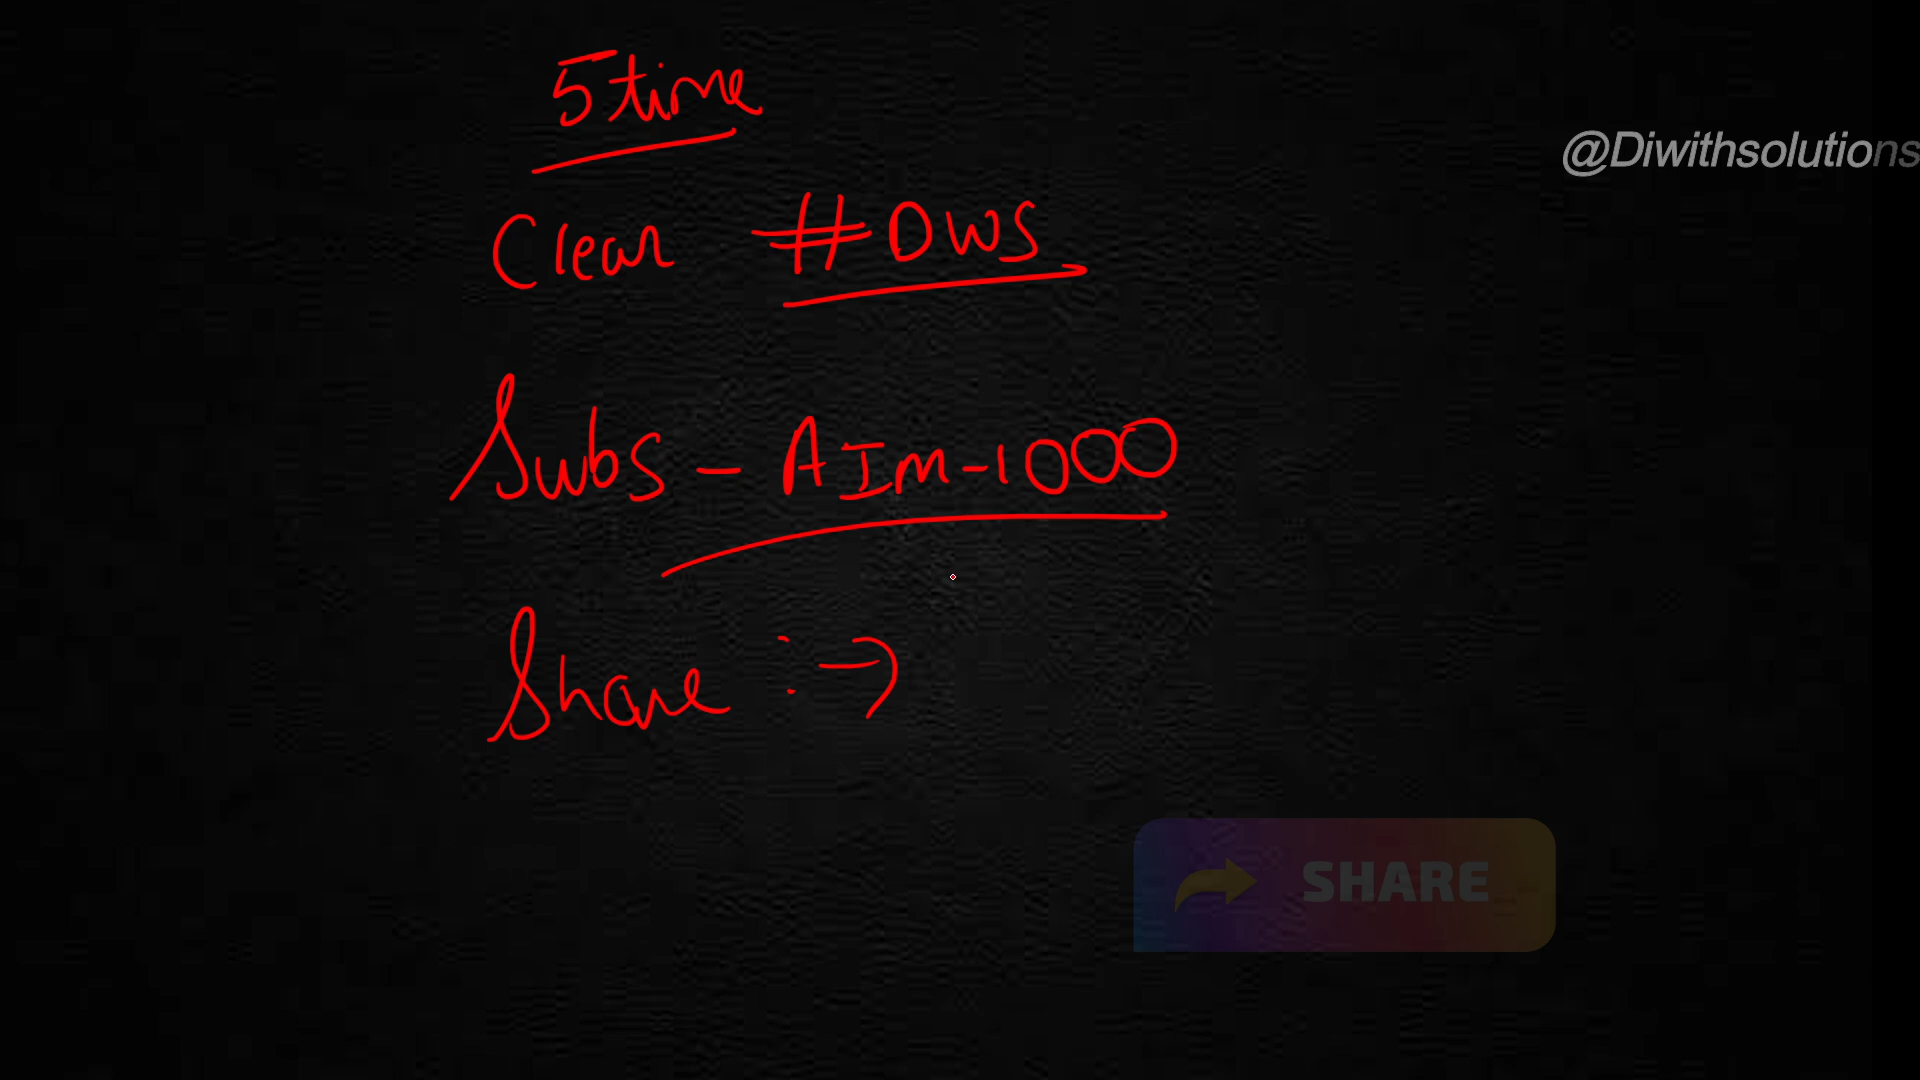 5 time
@Diwithsolutions
Clear #DWS
Subs - AIm-1000
Share :->
SHARE